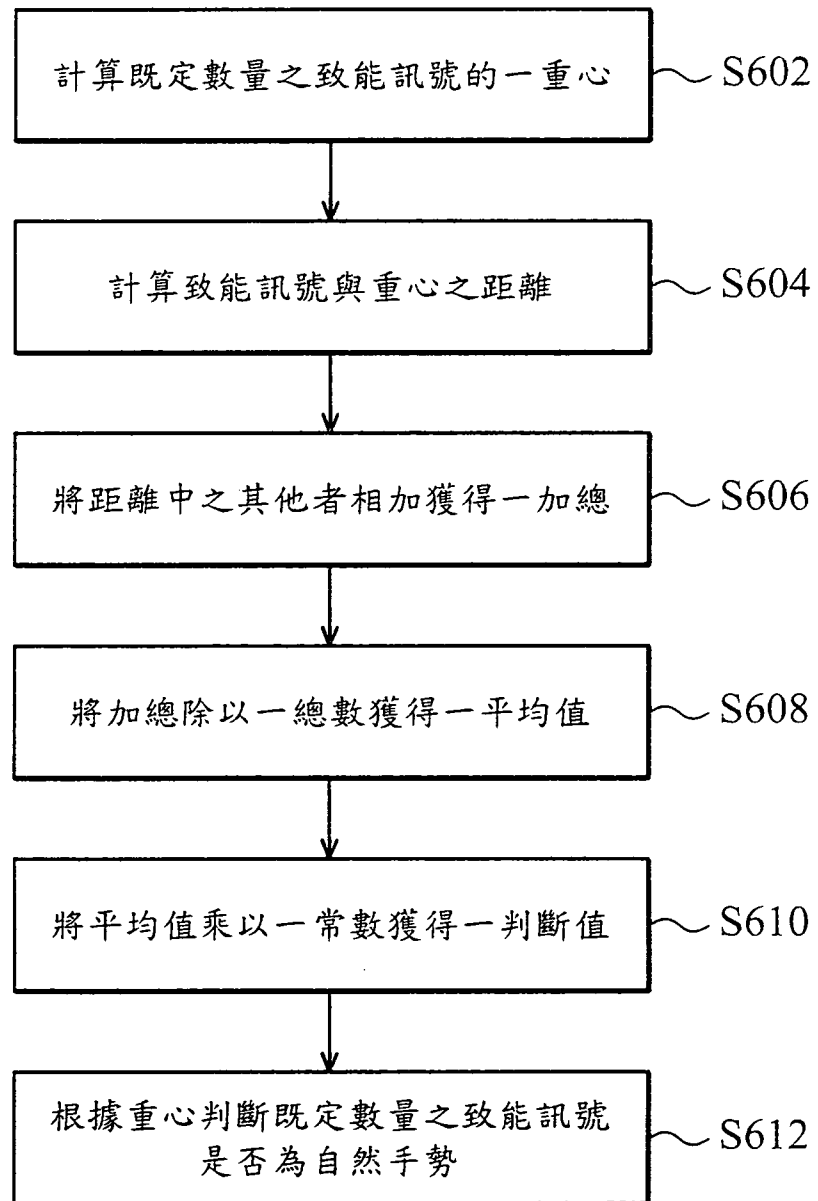 計算既定數量之致能訊號的一重心
S602
計算致能訊號與重心之距離
S604
將距離中之其他者相加獲得一加總
S606
將加總除以一總數獲得一平均值
S608
將平均值乘以一常數獲得一判斷值
S610
根據重心判斷既定數量之致能訊號
是否為自然手勢
S612